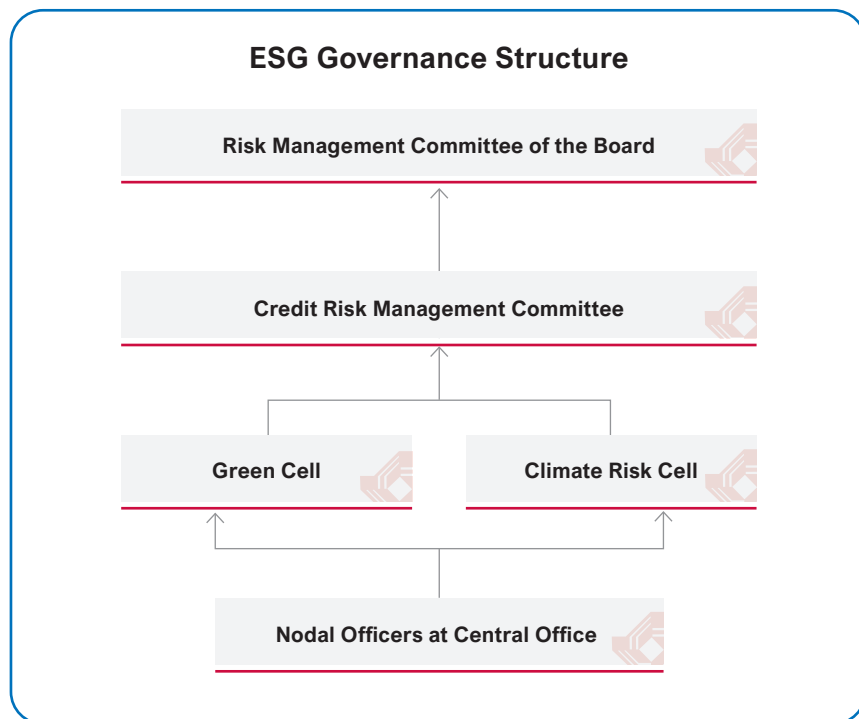 ESG Governance Structure
Risk Management Committee of the Board
Credit Risk Management Committee
Green Cell
Climate Risk Cell
Nodal Officers at Central Office